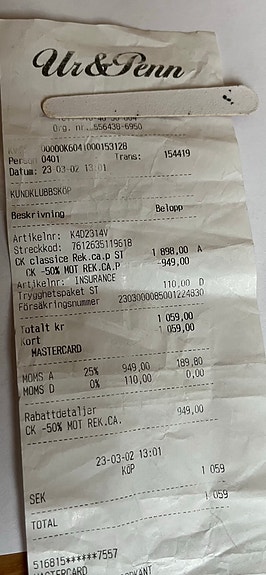 Ur&Penn
Org. nr. 556438-6950
00000K6041000153128
Person 0401 Trans: 154419
Datum: 23-03-02 13:01
KUNDKLUBBSKÖP
Beskrivning Belopp
Artikelnr: K4D2314V
Streckkod: 7612635119618
CK classice Rek.ca.p ST 1 898,00 A
CK -50% MOT REK.CA.P -949,00
Artikelnr: INSURANCE
Trygghetspaket ST 110,00 D
Försäkringsnummer 2303000085001224830
Totalt kr 1 059,00
Kort 1 059,00
MASTERCARD
MOMS A 25% 949,00 189,80
MOMS D 0% 110,00 0,00
Rabattdetaljer
CK -50% MOT REK.CA. 949,00
23-03-02 13:01
KÖP
SEK 1 059
TOTAL 1 059
516815******7557
MASTERCARD